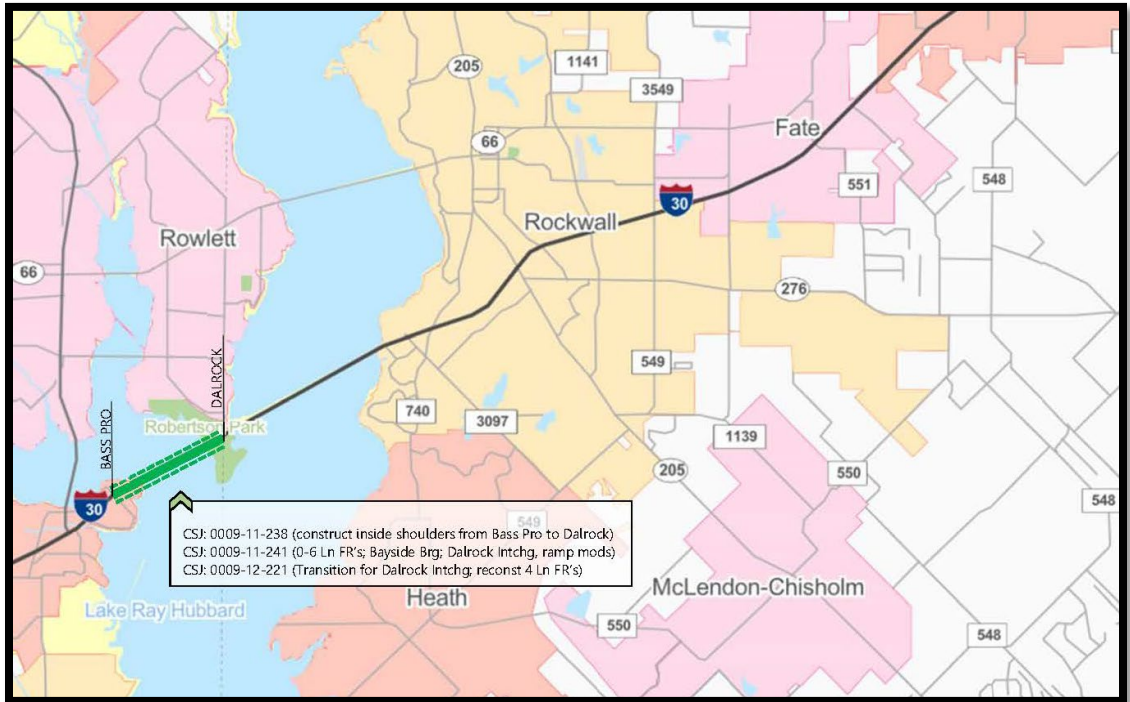 205
1141
3549
66
Fate
551
548
30
Rockwall
Rowlett
66
276
DALROCK
549
740
3097
Robertson Park
BASS PRO
1139
205
550
548
30
549
CSJ: 0009-11-238 (construct inside shoulders from Bass Pro to Dalrock)
CSJ: 0009-11-241 (0-6 Ln FR's; Bayside Brg; Dalrock Intchg, ramp mods)
CSJ: 0009-12-221 (Transition for Dalrock Intchg; reconst 4 Ln FR's)
Heath
McLendon-Chisholm
Lake Ray Hubbard
550
548